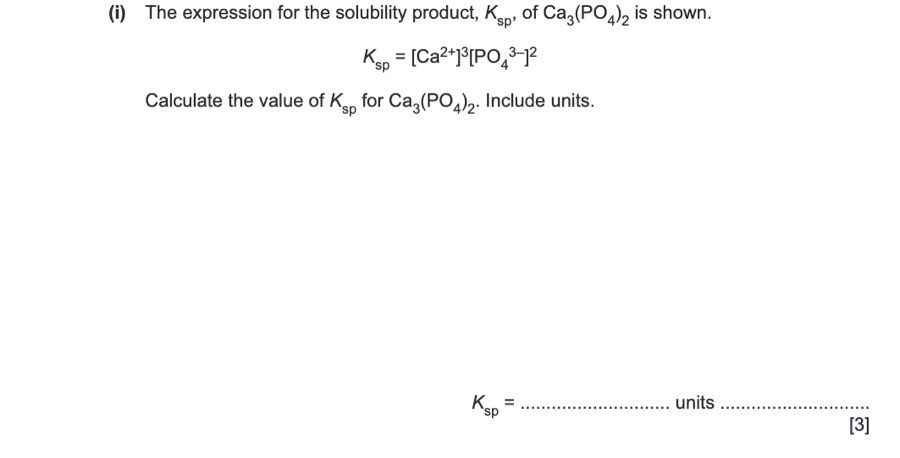 (i) The expression for the solubility product, Kₛₚ, of Ca₃(PO₄)₂ is shown.
Kₛₚ = [Ca²⁺]³[PO₄³⁻]²
Calculate the value of Kₛₚ for Ca₃(PO₄)₂. Include units.
Kₛₚ = .............................. units ..............................
[3]